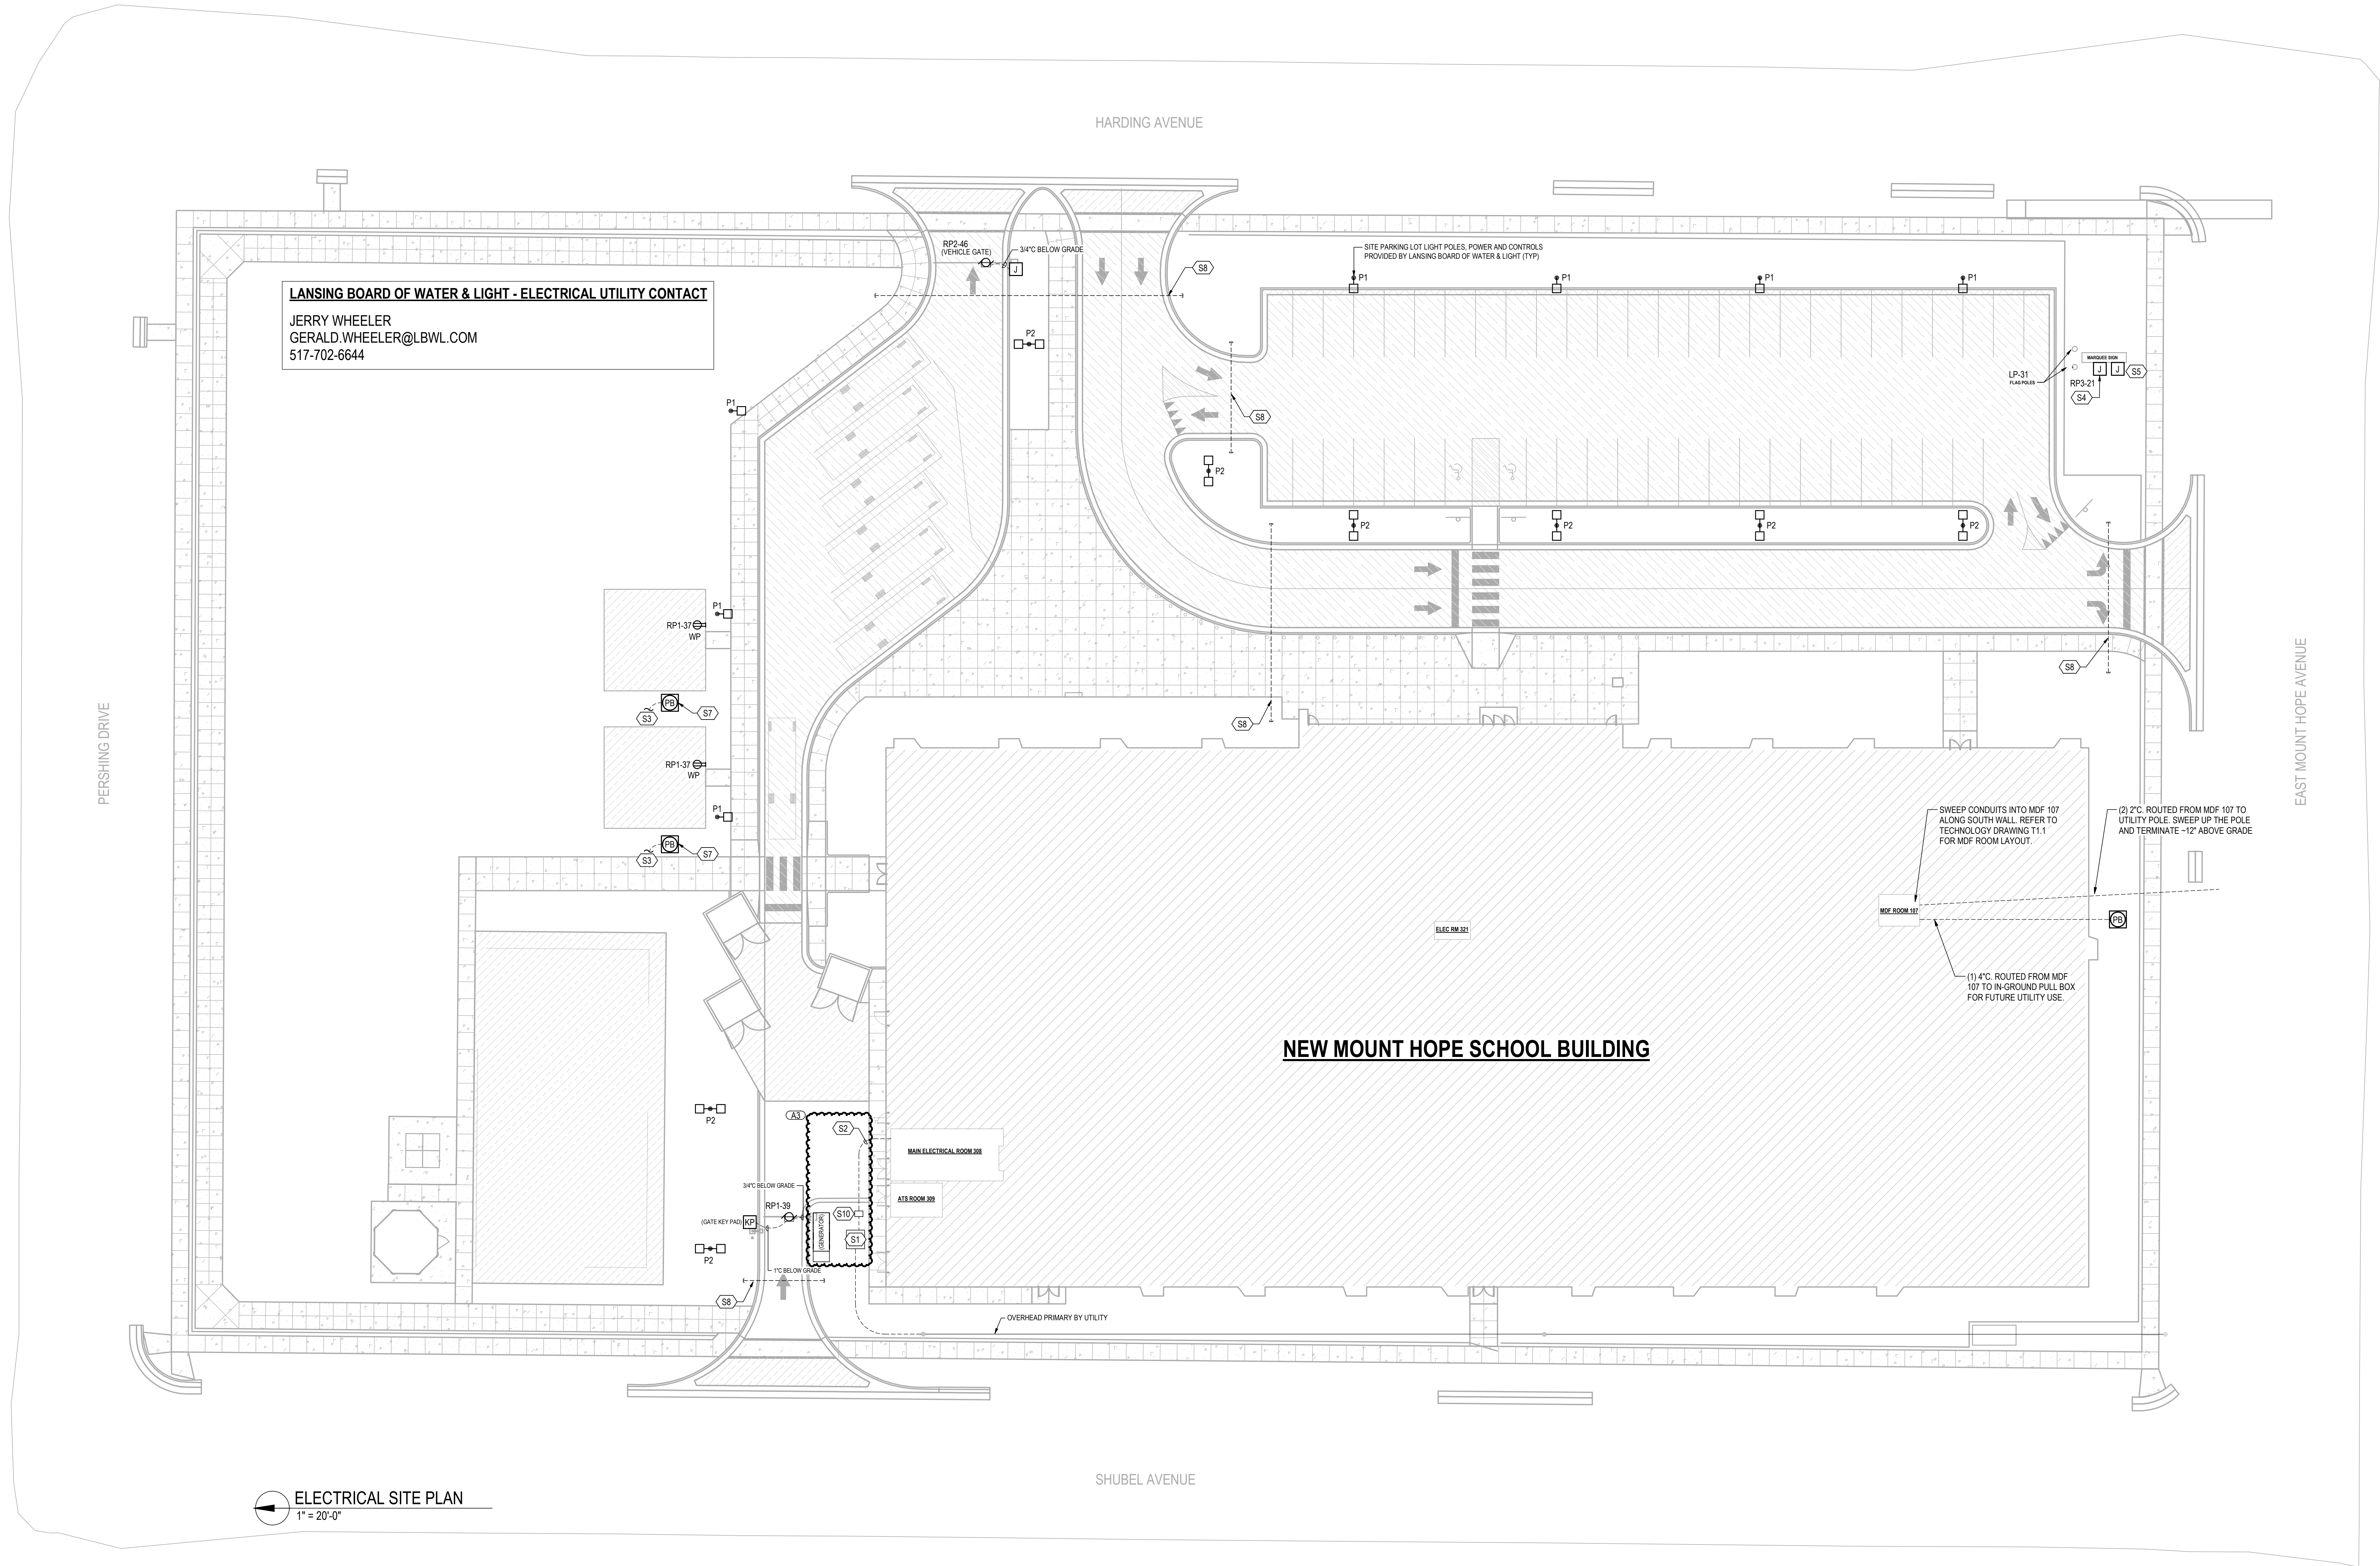 HARDING AVENUE
RP2-46
(VEHICLE GATE)
3/4"C BELOW GRADE
J
S8
SITE PARKING LOT LIGHT POLES, POWER AND CONTROLS
PROVIDED BY LANSING BOARD OF WATER & LIGHT (TYP)
P1
P1
P1
P1
LANSING BOARD OF WATER & LIGHT - ELECTRICAL UTILITY CONTACT
JERRY WHEELER
GERALD.WHEELER@LBWL.COM
517-702-6644
P2
MARQUEE SIGN
LP-31
FLAG POLES
J
J
S5
RP3-21
S4
P1
S8
P2
P2
P2
P2
P2
P1
RP1-37
WP
PB
S7
S3
S8
S8
PERSHING DRIVE
EAST MOUNT HOPE AVENUE
RP1-37
WP
P1
PB
S7
S3
SWEEP CONDUITS INTO MDF 107
ALONG SOUTH WALL. REFER TO
TECHNOLOGY DRAWING T1.1
FOR MDF ROOM LAYOUT.
(2) 2"C. ROUTED FROM MDF 107 TO
UTILITY POLE. SWEEP UP THE POLE
AND TERMINATE ~12" ABOVE GRADE
MDF ROOM 107
PB
ELEC RM 321
(1) 4"C. ROUTED FROM MDF
107 TO IN-GROUND PULL BOX
FOR FUTURE UTILITY USE.
NEW MOUNT HOPE SCHOOL BUILDING
P2
A3
S2
MAIN ELECTRICAL ROOM 308
3/4"C BELOW GRADE
ATS ROOM 309
RP1-39
(GATE KEY PAD)
KP
S10
(GENERATOR)
S1
P2
1"C BELOW GRADE
S8
OVERHEAD PRIMARY BY UTILITY
SHUBEL AVENUE
ELECTRICAL SITE PLAN
1" = 20'-0"